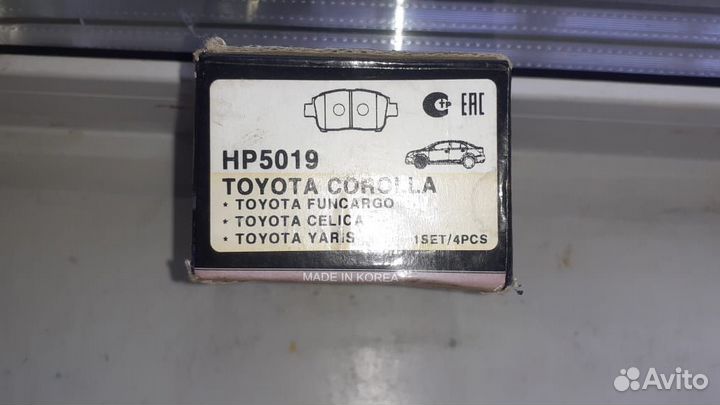 EAC
HP5019
TOYOTA COROLLA
* TOYOTA FUNCARGO
* TOYOTA CELICA
* TOYOTA YARIS 1SET/4PCS
MADE IN KOREA
Avito